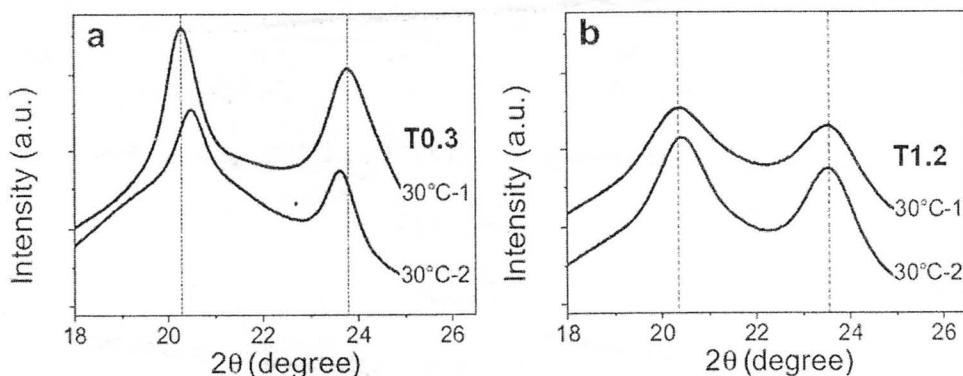 a
T0.3
30°C-1
30°C-2
Intensity (a.u.)
18 20 22 24 26
2θ (degree)
b
T1.2
30°C-1
30°C-2
Intensity (a.u.)
18 20 22 24 26
2θ (degree)